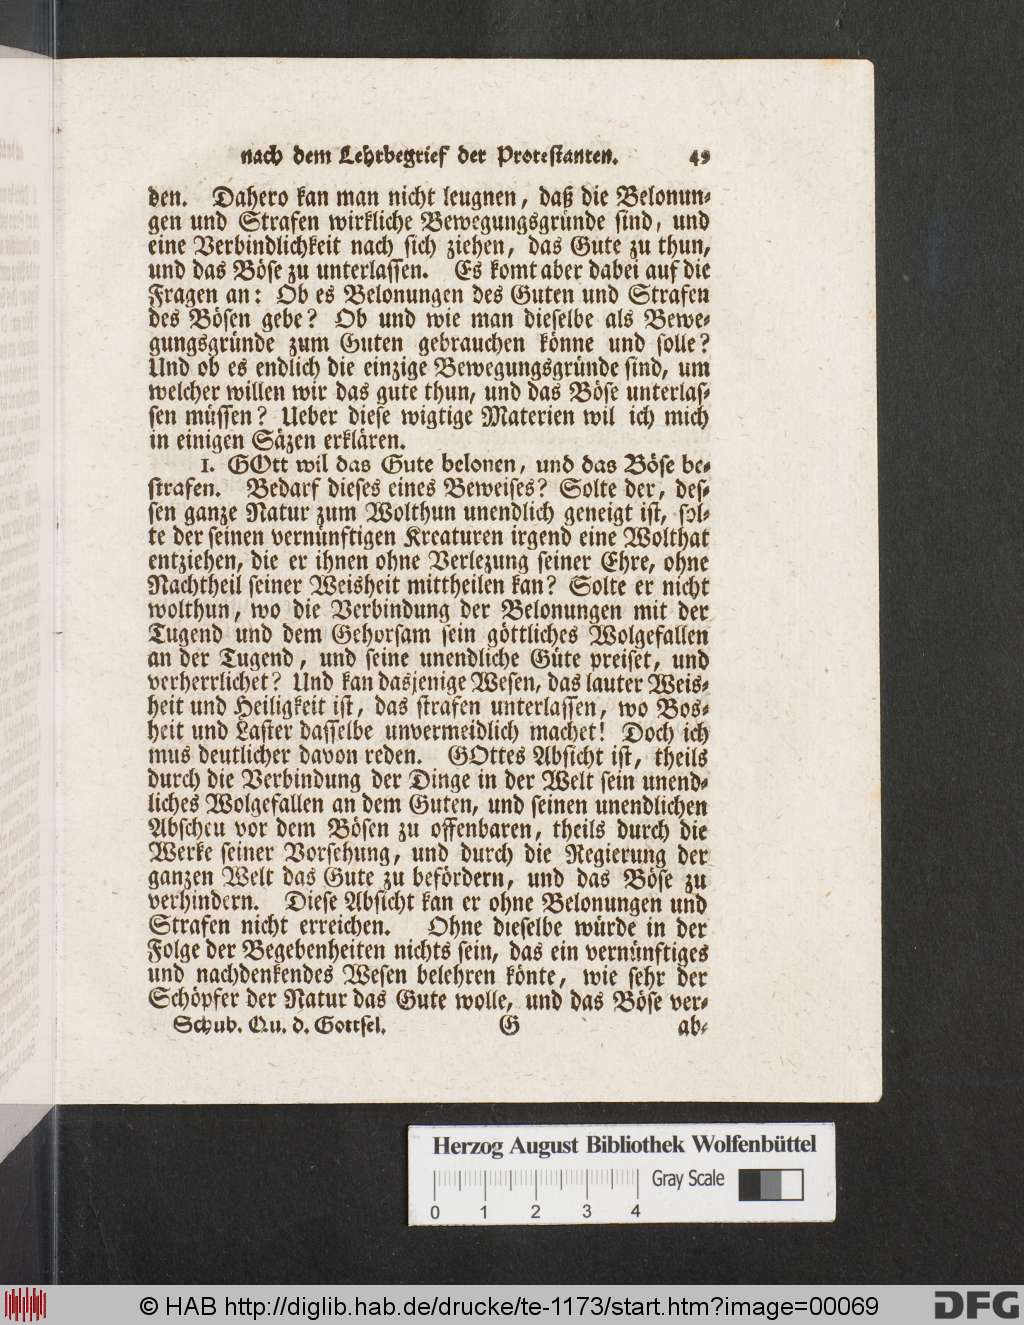 nach dem Lehrbegrief der Protestanten. 49
den. Dahero kan man nicht leugnen, daß die Belonun-
gen und Strafen wirkliche Bewegungsgründe sind, und
eine Verbindlichkeit nach sich ziehen, das Gute zu thun,
und das Böse zu unterlassen. Es komt aber dabei auf die
Fragen an: Ob es Belonungen des Guten und Strafen
des Bösen gebe? Ob und wie man dieselbe als Bewe-
gungsgründe zum Guten gebrauchen könne und solle?
Und ob es endlich die einzige Bewegungsgründe sind, um
welcher willen wir das gute thun, und das Böse unterlas-
sen müssen? Ueber diese wigtige Materien wil ich mich
in einigen Säzen erklären.
1. GOtt wil das Gute belonen, und das Böse be-
strafen. Bedarf dieses eines Beweises? Solte der, des-
sen ganze Natur zum Wolthun unendlich geneigt ist, sol-
te der seinen vernünftigen Kreaturen irgend eine Wolthat
entziehen, die er ihnen ohne Verlezung seiner Ehre, ohne
Nachtheil seiner Weisheit mittheilen kan? Solte er nicht
wolthun, wo die Verbindung der Belonungen mit der
Tugend und dem Gehorsam sein göttliches Wolgefallen
an der Tugend, und seine unendliche Güte preiset, und
verherrlichet? Und kan dasjenige Wesen, das lauter Weis-
heit und Heiligkeit ist, das strafen unterlassen, wo Bos-
heit und Laster dasselbe unvermeidlich machet! Doch ich
mus deutlicher davon reden. GOttes Absicht ist, theils
durch die Verbindung der Dinge in der Welt sein unend-
liches Wolgefallen an dem Guten, und seinen unendlichen
Abscheu vor dem Bösen zu offenbaren, theils durch die
Werke seiner Vorsehung, und durch die Regierung der
ganzen Welt das Gute zu befördern, und das Böse zu
verhindern. Diese Absicht kan er ohne Belonungen und
Strafen nicht erreichen. Ohne dieselbe würde in der
Folge der Begebenheiten nichts sein, das ein vernünftiges
und nachdenkendes Wesen belehren könte, wie sehr der
Schöpfer der Natur das Gute wolle, und das Böse ver-
Schub. Qu. d. Gottsel. G ab-
Herzog August Bibliothek Wolfenbüttel
Gray Scale
0 1 2 3 4
© HAB http://diglib.hab.de/drucke/te-1173/start.htm?image=00069
DFG